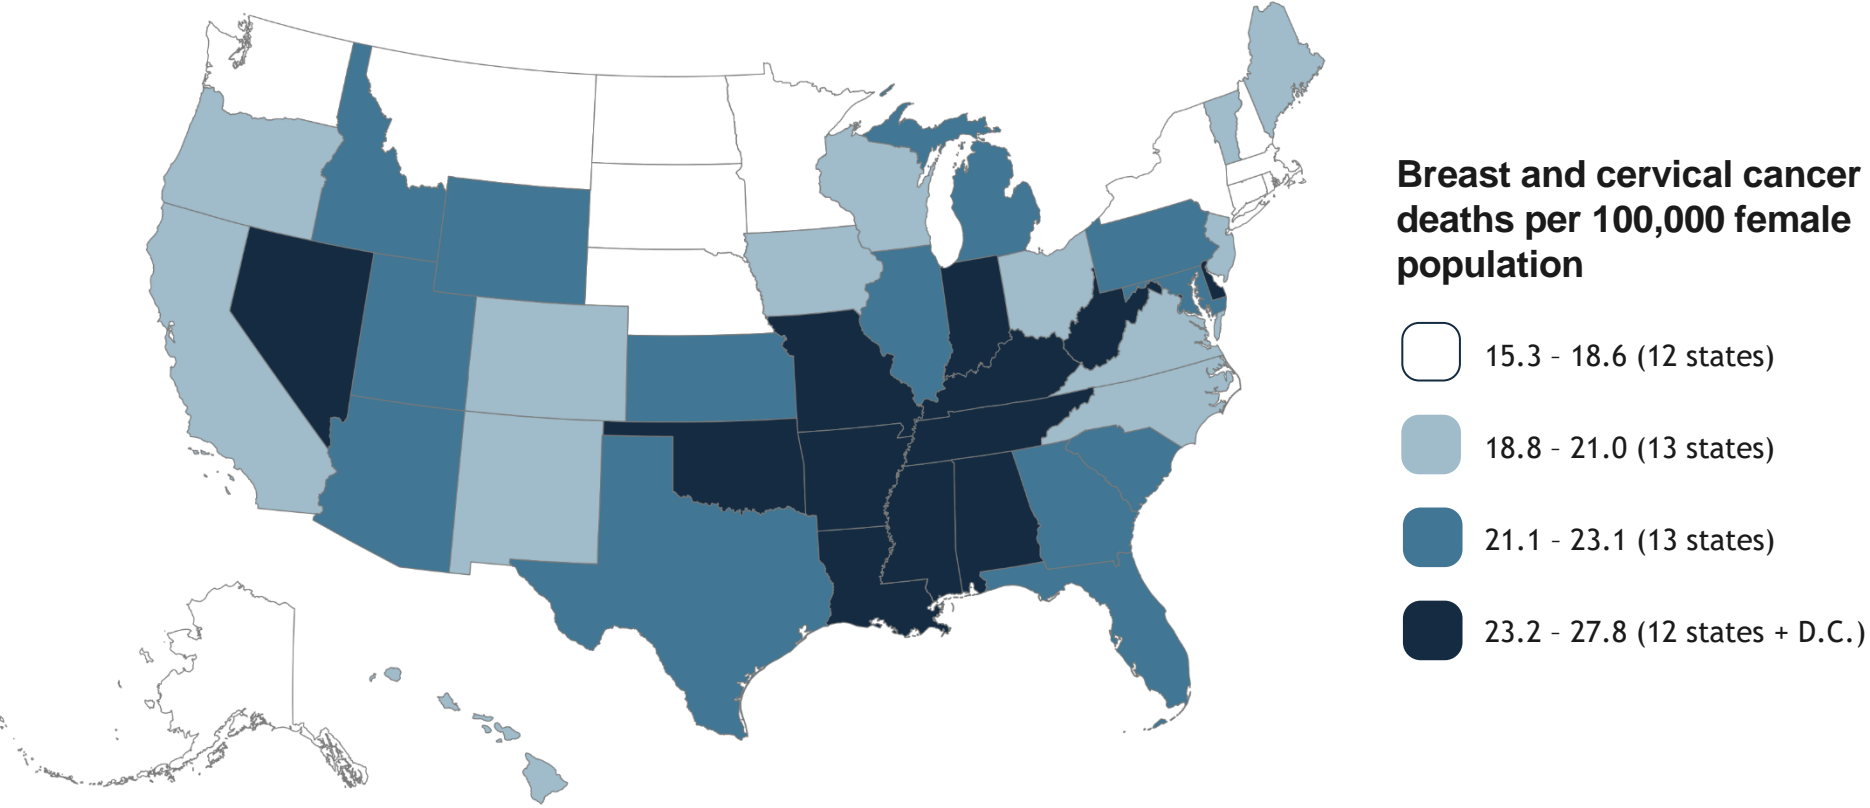 Breast and cervical cancer
deaths per 100,000 female
population
15.3 – 18.6 (12 states)
18.8 – 21.0 (13 states)
21.1 – 23.1 (13 states)
23.2 – 27.8 (12 states + D.C.)